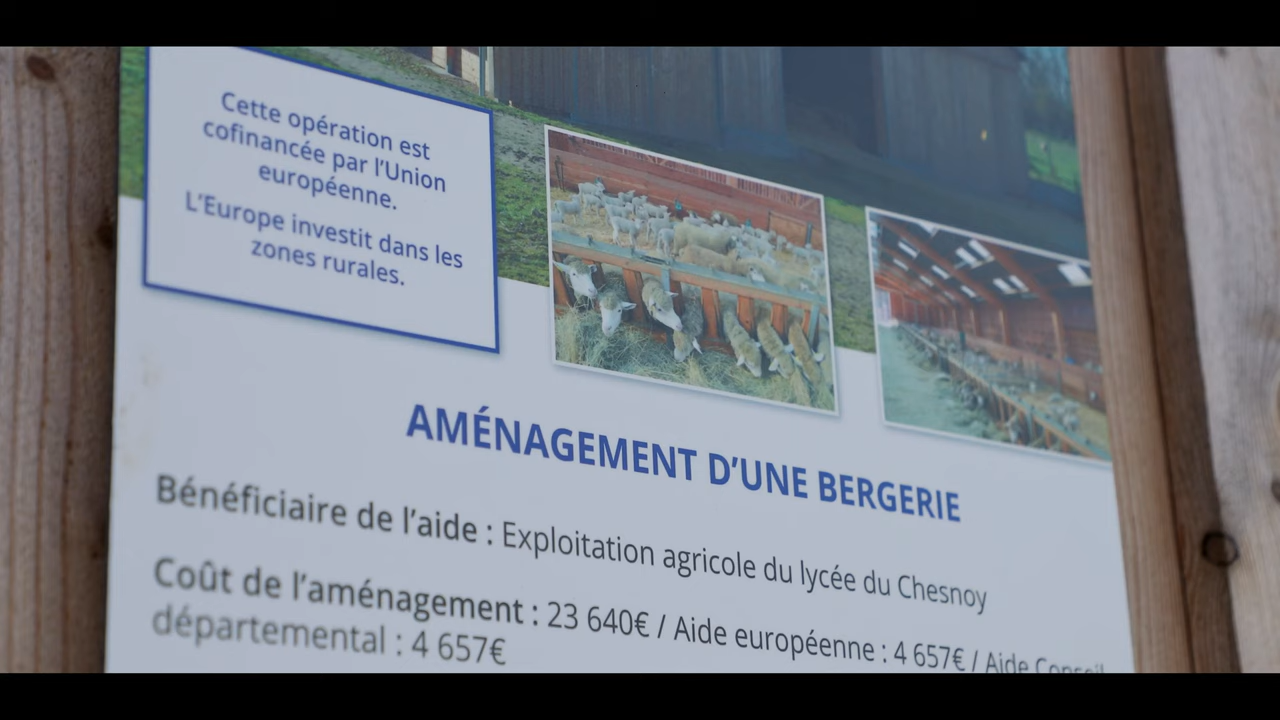 Cette opération est
cofinancée par l'Union
européenne.
L'Europe investit dans les
zones rurales.
AMÉNAGEMENT D'UNE BERGERIE
Bénéficiaire de l'aide : Exploitation agricole du lycée du Chesnoy
Coût de l'aménagement : 23 640€ / Aide européenne : 4 657€ / Aide Conseil
départemental : 4 657€